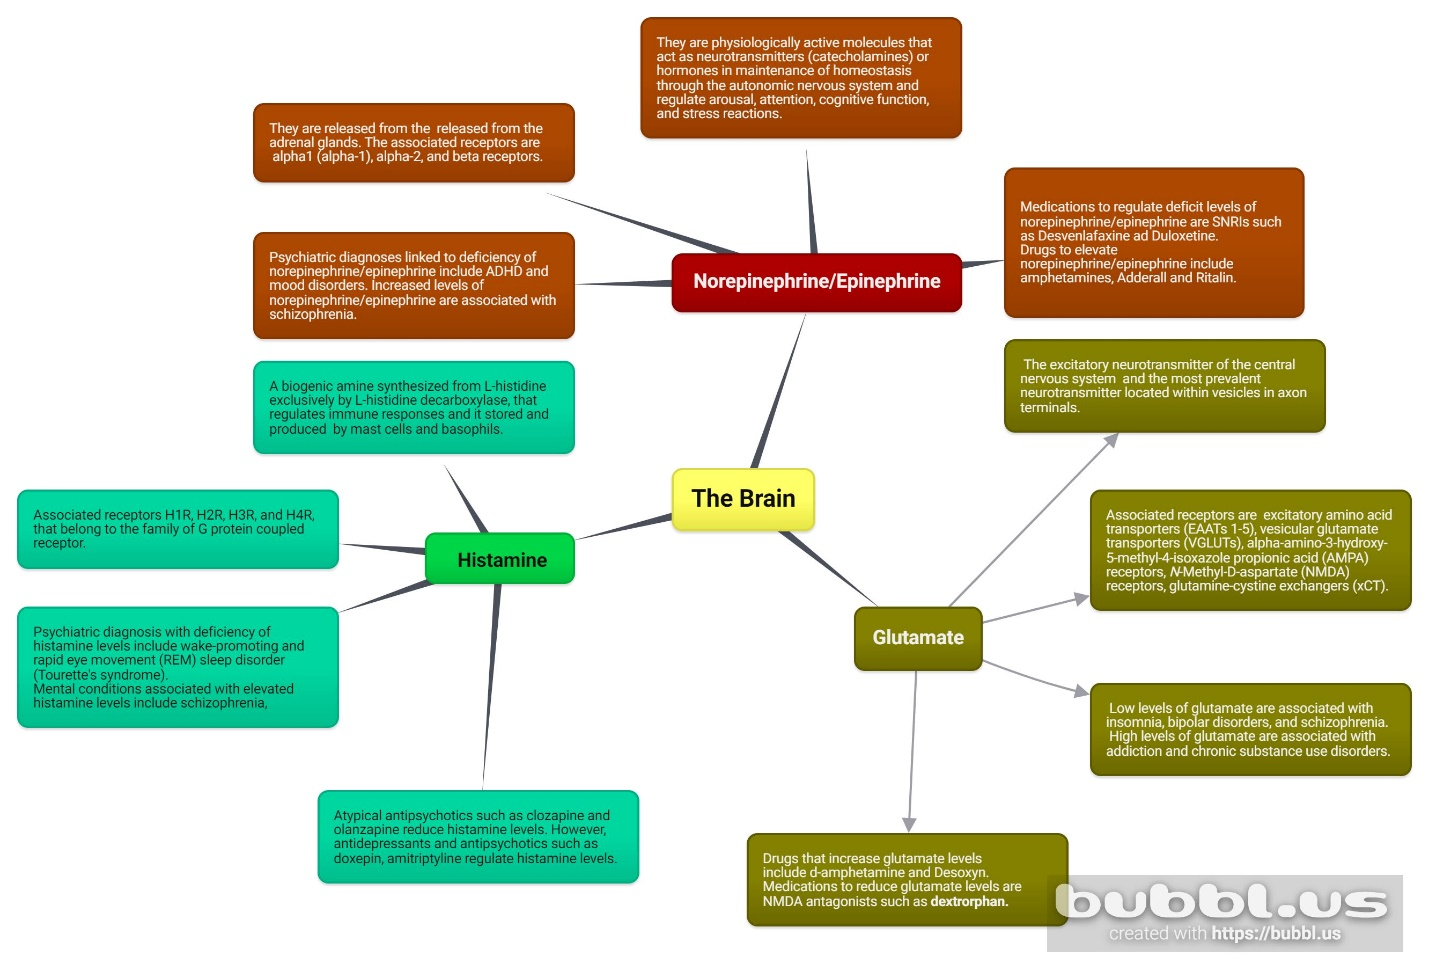 They are physiologically active molecules that
act as neurotransmitters (catecholamines) or
hormones in maintenance of homeostasis
through the autonomic nervous system and
regulate arousal, attention, cognitive function,
and stress reactions.
They are released from the  released from the
adrenal glands. The associated receptors are
alpha1 (alpha-1), alpha-2, and beta receptors.
Medications to regulate deficit levels of
norepinephrine/epinephrine are SNRIs such
as Desvenlafaxine ad Duloxetine.
Drugs to elevate
norepinephrine/epinephrine include
amphetamines, Adderall and Ritalin.
Psychiatric diagnoses linked to deficiency of
norepinephrine/epinephrine include ADHD and
mood disorders. Increased levels of
norepinephrine/epinephrine are associated with
schizophrenia.
Norepinephrine/Epinephrine
The excitatory neurotransmitter of the central
nervous system  and the most prevalent
neurotransmitter located within vesicles in axon
terminals.
A biogenic amine synthesized from L-histidine
exclusively by L-histidine decarboxylase, that
regulates immune responses and it stored and
produced  by mast cells and basophils.
The Brain
Associated receptors H1R, H2R, H3R, and H4R,
that belong to the family of G protein coupled
receptor.
Histamine
Associated receptors are  excitatory amino acid
transporters (EAATs 1-5), vesicular glutamate
transporters (VGLUTs), alpha-amino-3-hydroxy-
5-methyl-4-isoxazole propionic acid (AMPA)
receptors, N-Methyl-D-aspartate (NMDA)
receptors, glutamine-cystine exchangers (xCT).
Glutamate
Psychiatric diagnosis with deficiency of
histamine levels include wake-promoting and
rapid eye movement (REM) sleep disorder
(Tourette's syndrome).
Mental conditions associated with elevated
histamine levels include schizophrenia,
Low levels of glutamate are associated with
insomnia, bipolar disorders, and schizophrenia.
High levels of glutamate are associated with
addiction and chronic substance use disorders.
Atypical antipsychotics such as clozapine and
olanzapine reduce histamine levels. However,
antidepressants and antipsychotics such as
doxepin, amitriptyline regulate histamine levels.
Drugs that increase glutamate levels
include d-amphetamine and Desoxyn.
Medications to reduce glutamate levels are
NMDA antagonists such as dextrorphan.
bubbl.us
created with https://bubbl.us